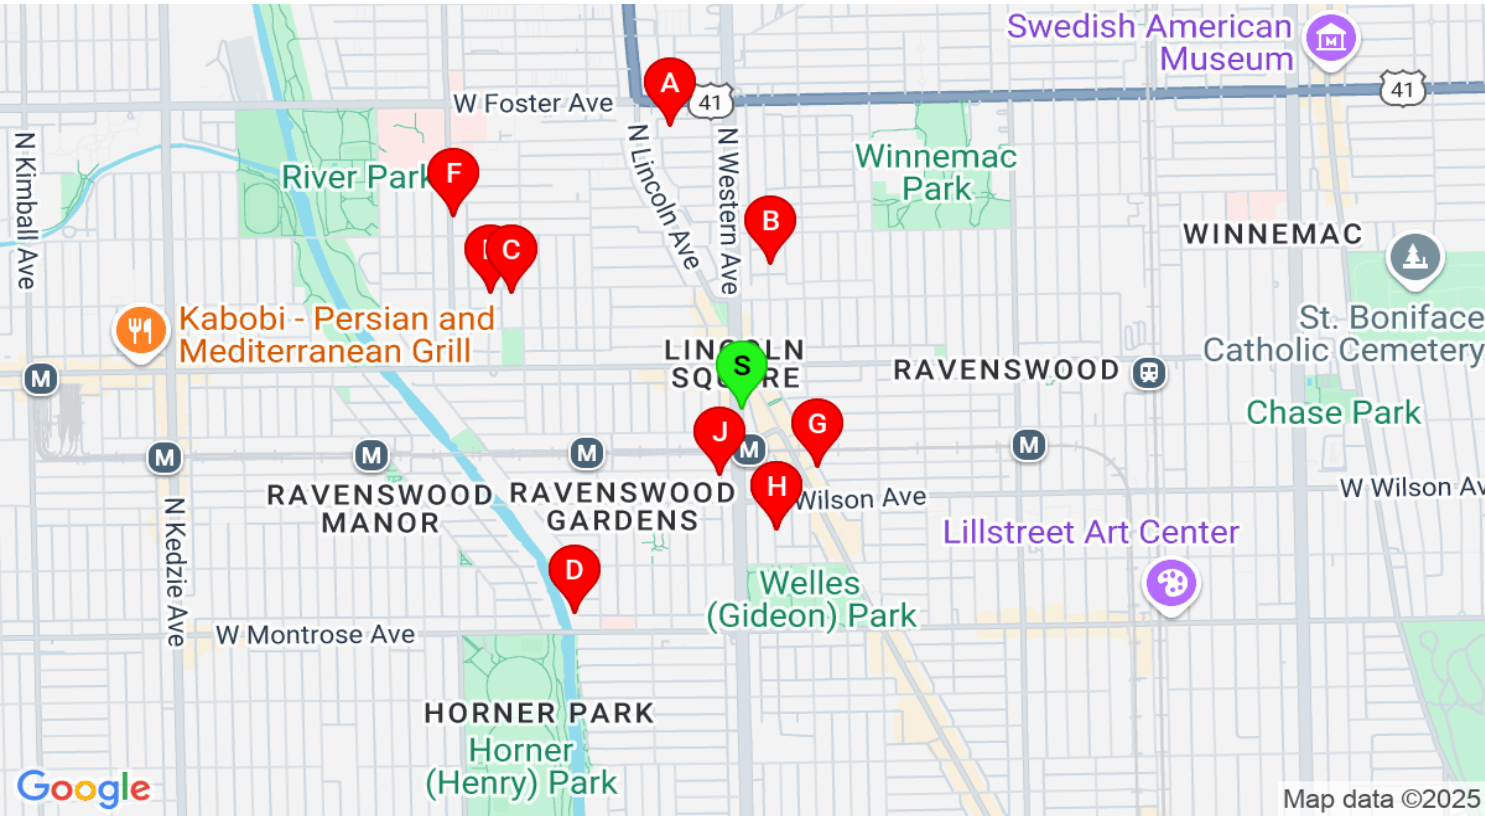 Swedish American
Museum
A
41
41
W Foster Ave
N Kimball Ave
N Lincoln Ave
N Western Ave
River Park
F
Winnemac
Park
B
C
WINNEMAC
Kabobi - Persian and
Mediterranean Grill
St. Boniface
Catholic Cemetery
LINCOLN
SQUARE
S
RAVENSWOOD
M
Chase Park
G
J
M
M
M
M
M
RAVENSWOOD
MANOR
RAVENSWOOD
GARDENS
H
Wilson Ave
W Wilson Av
N Kedzie Ave
Lillstreet Art Center
D
Welles
(Gideon) Park
W Montrose Ave
HORNER PARK
Horner
(Henry) Park
Google
Map data ©2025